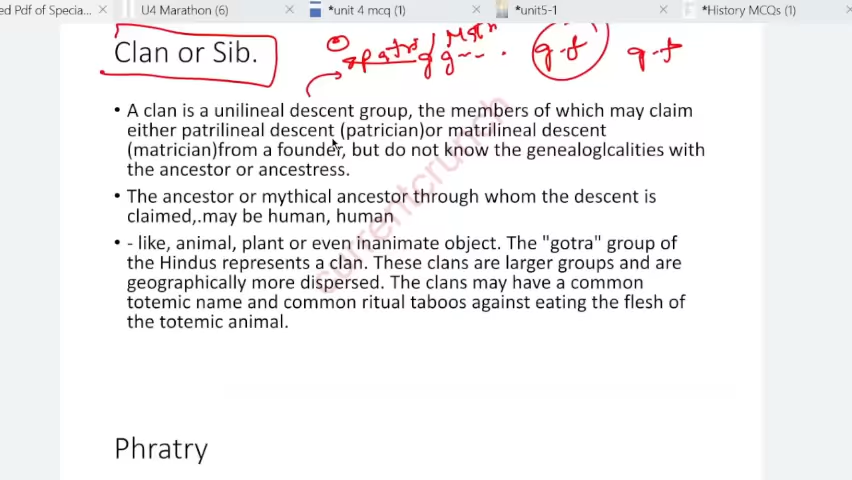 ed Pdf of Specia... U4 Marathon (6) *unit 4 mcq (1) *unit5-1 *History MCQs (1)
Clan or Sib.
• A clan is a unilineal descent group, the members of which may claim
either patrilineal descent (patrician)or matrilineal descent
(matrician)from a founder, but do not know the genealoglcalities with
the ancestor or ancestress.
• The ancestor or mythical ancestor through whom the descent is
claimed,.may be human, human
• - like, animal, plant or even inanimate object. The "gotra" group of
the Hindus represents a clan. These clans are larger groups and are
geographically more dispersed. The clans may have a common
totemic name and common ritual taboos against eating the flesh of
the totemic animal.
currentcrunch
Phratry